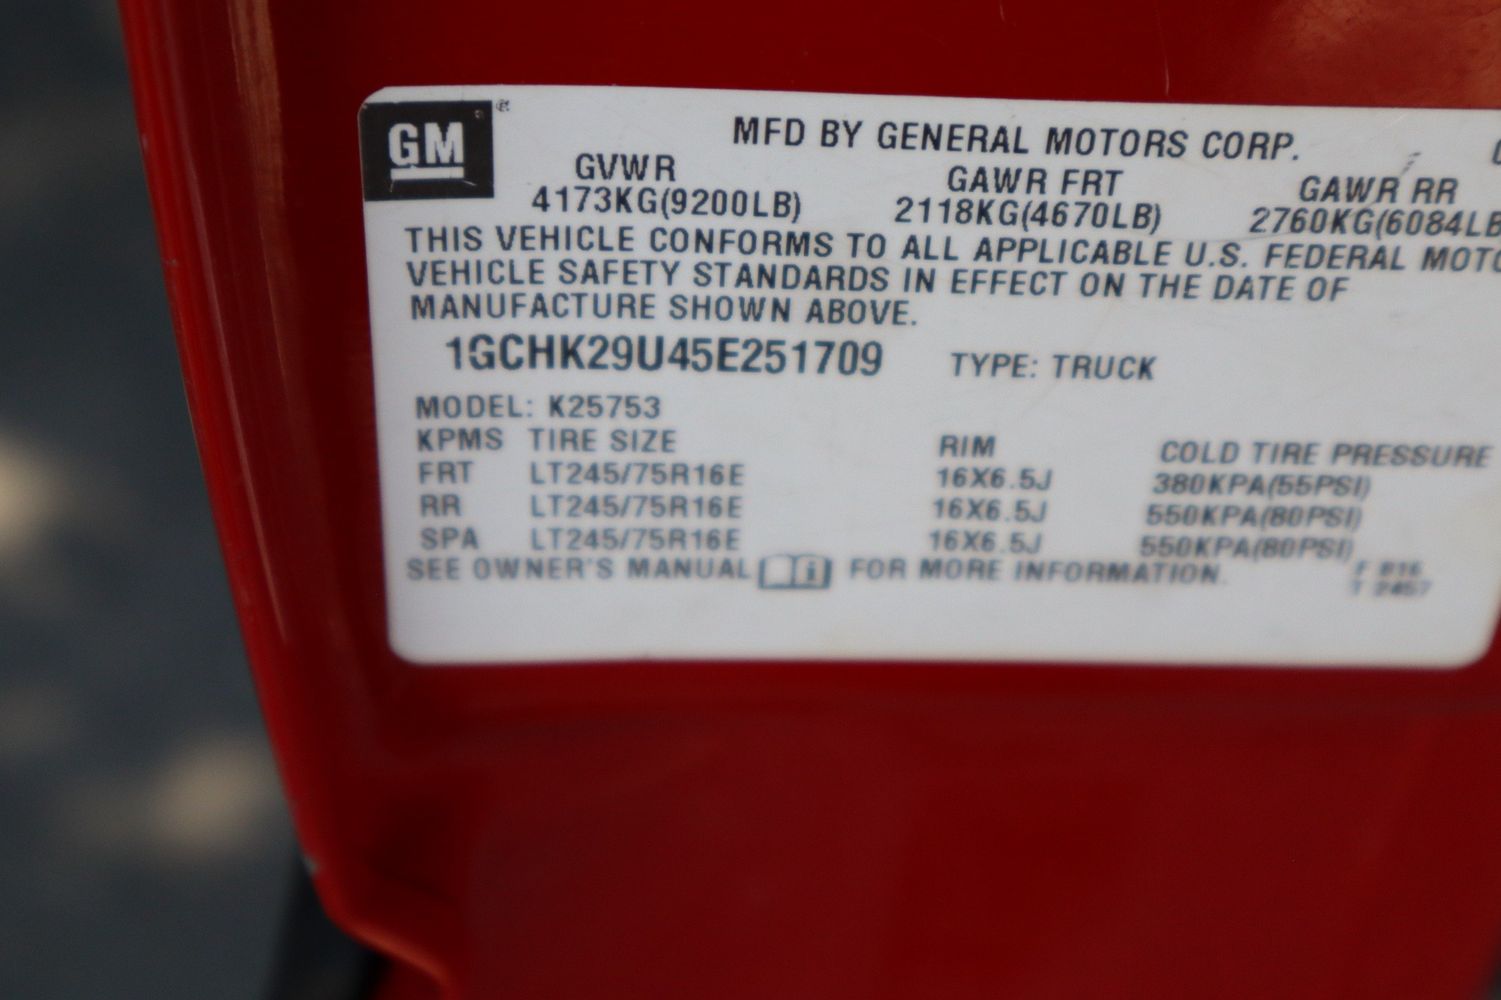 GM
MFD BY GENERAL MOTORS CORP.
GVWR GAWR FRT GAWR RR
4173KG(9200LB) 2118KG(4670LB) 2760KG(6084LB
THIS VEHICLE CONFORMS TO ALL APPLICABLE U.S. FEDERAL MOTO
VEHICLE SAFETY STANDARDS IN EFFECT ON THE DATE OF
MANUFACTURE SHOWN ABOVE.
1GCHK29U45E251709 TYPE: TRUCK
MODEL: K25753
KPMS TIRE SIZE RIM COLD TIRE PRESSURE
FRT LT245/75R16E 16X6.5J 380KPA(55PSI)
RR LT245/75R16E 16X6.5J 550KPA(80PSI)
SPA LT245/75R16E 16X6.5J 550KPA(80PSI)
SEE OWNER'S MANUAL FOR MORE INFORMATION.